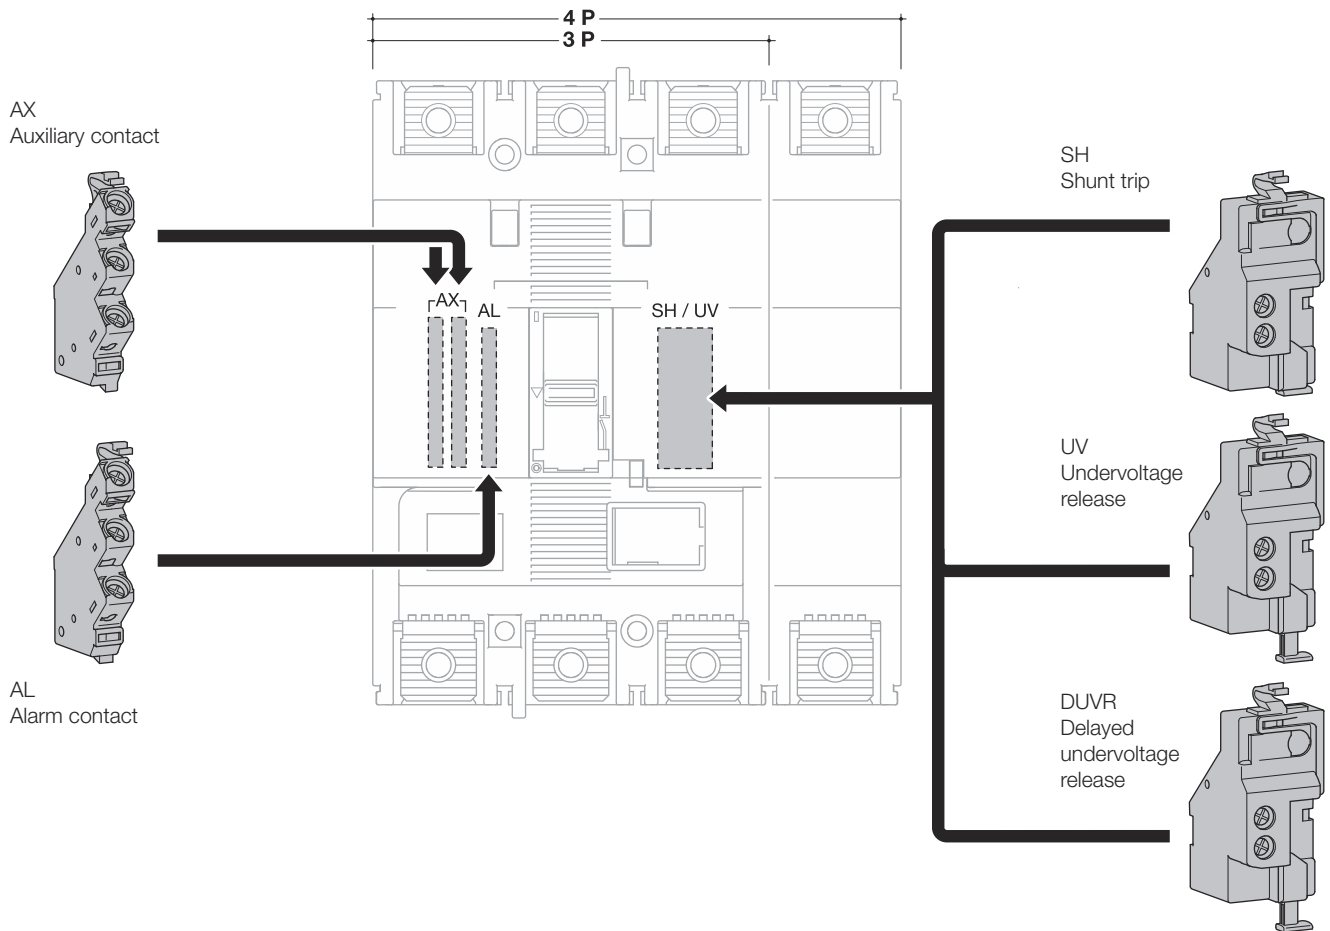 4 P
3 P
AX
Auxiliary contact
SH
Shunt trip
AX
AL
SH / UV
UV
Undervoltage
release
AL
Alarm contact
DUVR
Delayed
undervoltage
release